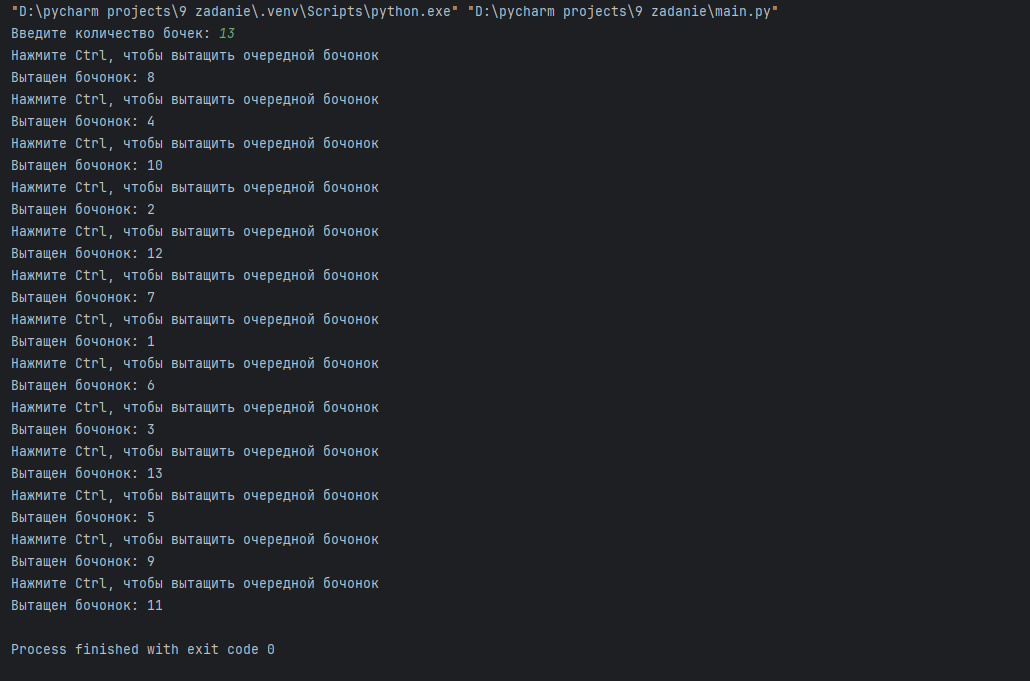 "D:\pycharm projects\9 zadanie\.venv\Scripts\python.exe" "D:\pycharm projects\9 zadanie\main.py"
Введите количество бочек: 13
Нажмите Ctrl, чтобы вытащить очередной бочонок
Вытащен бочонок: 8
Нажмите Ctrl, чтобы вытащить очередной бочонок
Вытащен бочонок: 4
Нажмите Ctrl, чтобы вытащить очередной бочонок
Вытащен бочонок: 10
Нажмите Ctrl, чтобы вытащить очередной бочонок
Вытащен бочонок: 2
Нажмите Ctrl, чтобы вытащить очередной бочонок
Вытащен бочонок: 12
Нажмите Ctrl, чтобы вытащить очередной бочонок
Вытащен бочонок: 7
Нажмите Ctrl, чтобы вытащить очередной бочонок
Вытащен бочонок: 1
Нажмите Ctrl, чтобы вытащить очередной бочонок
Вытащен бочонок: 6
Нажмите Ctrl, чтобы вытащить очередной бочонок
Вытащен бочонок: 3
Нажмите Ctrl, чтобы вытащить очередной бочонок
Вытащен бочонок: 13
Нажмите Ctrl, чтобы вытащить очередной бочонок
Вытащен бочонок: 5
Нажмите Ctrl, чтобы вытащить очередной бочонок
Вытащен бочонок: 9
Нажмите Ctrl, чтобы вытащить очередной бочонок
Вытащен бочонок: 11
Process finished with exit code 0